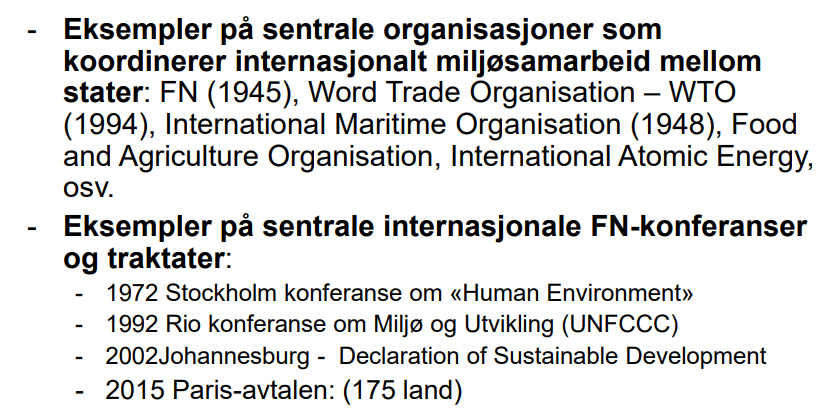 - Eksempler på sentrale organisasjoner som
koordinerer internasjonalt miljøsamarbeid mellom
stater: FN (1945), Word Trade Organisation – WTO
(1994), International Maritime Organisation (1948), Food
and Agriculture Organisation, International Atomic Energy,
osv.
- Eksempler på sentrale internasjonale FN-konferanser
og traktater:
- 1972 Stockholm konferanse om «Human Environment»
- 1992 Rio konferanse om Miljø og Utvikling (UNFCCC)
- 2002Johannesburg - Declaration of Sustainable Development
- 2015 Paris-avtalen: (175 land)